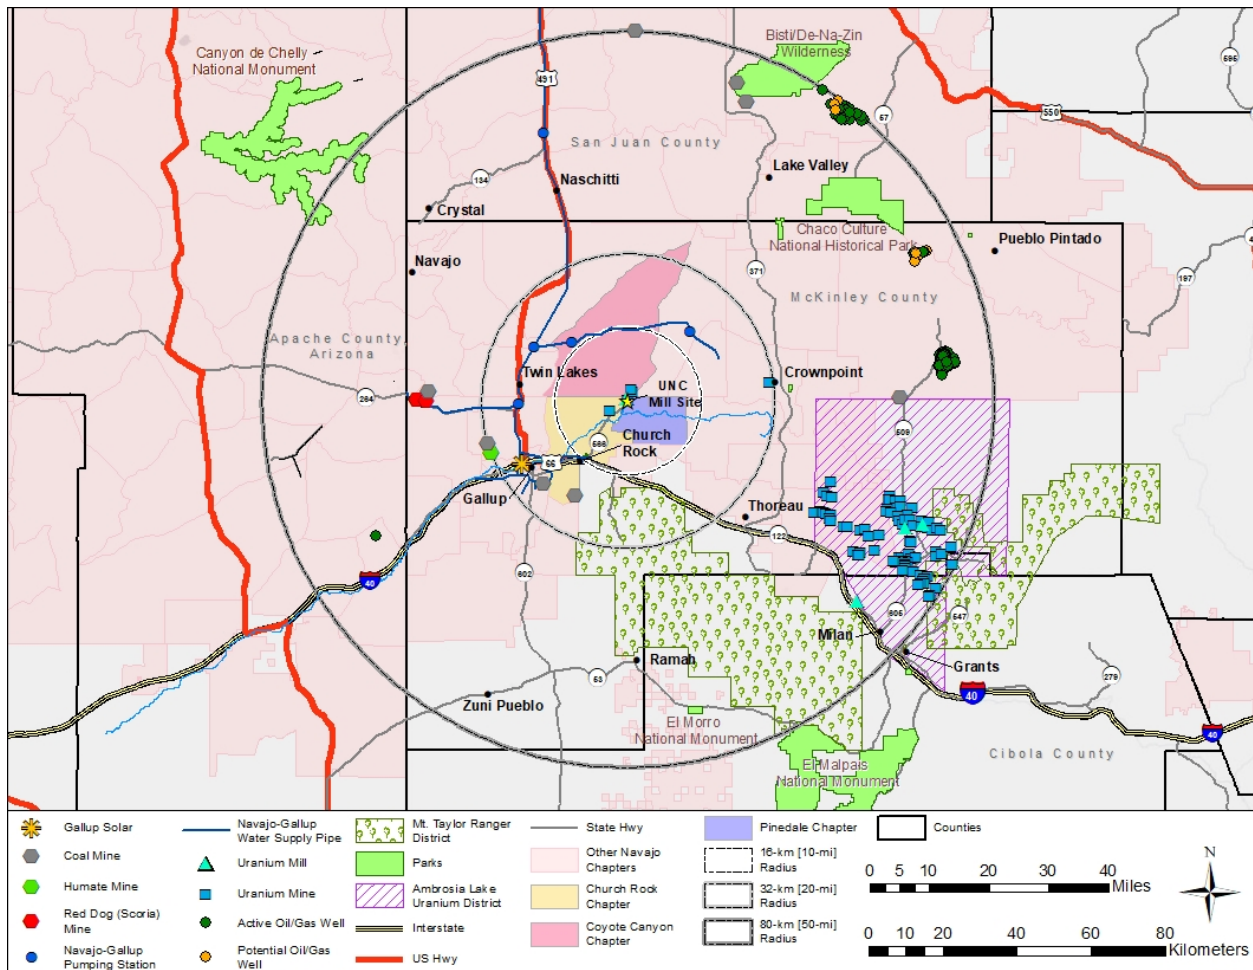 Canyon de Chelly
National Monument
Bisti/De-Na-Zin
Wilderness
595
491
550
57
San Juan County
Lake Valley
134
Naschitti
Crystal
Chaco Culture
National Historical Park
Pueblo Pintado
Navajo
371
197
McKinley County
Apache County,
Arizona
Twin Lakes
Crownpoint
UNC
Mill Site
264
509
Church
Rock
566
66
Gallup
Thoreau
122
40
602
605
547
Milan
Ramah
Grants
53
279
Zuni Pueblo
40
El Morro
National Monument
40
Cibola County
El Malpais
National Monument
Gallup Solar
Coal Mine
Humate Mine
Red Dog (Scoria)
Mine
Navajo-Gallup
Pumping Station
Navajo-Gallup
Water Supply Pipe
Uranium Mill
Uranium Mine
Active Oil/Gas Well
Potential Oil/Gas
Well
Mt. Taylor Ranger
District
Parks
Ambrosia Lake
Uranium District
Interstate
US Hwy
State Hwy
Other Navajo
Chapters
Church Rock
Chapter
Coyote Canyon
Chapter
Pinedale Chapter
16-km [10-mi]
Radius
32-km [20-mi]
Radius
80-km [50-mi]
Radius
Counties
N
0 5 10 20 30 40
Miles
0 10 20 40 60 80
Kilometers